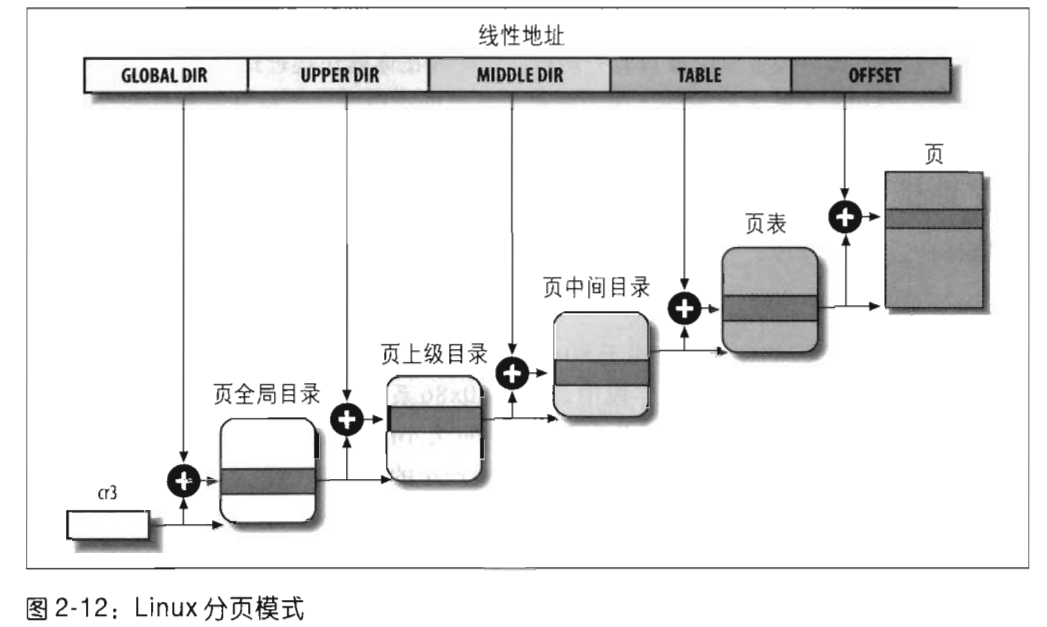 线性地址
GLOBAL DIR UPPER DIR MIDDLE DIR TABLE OFFSET
页
页表
页中间目录
页上级目录
页全局目录
cr3
图 2-12：Linux 分页模式